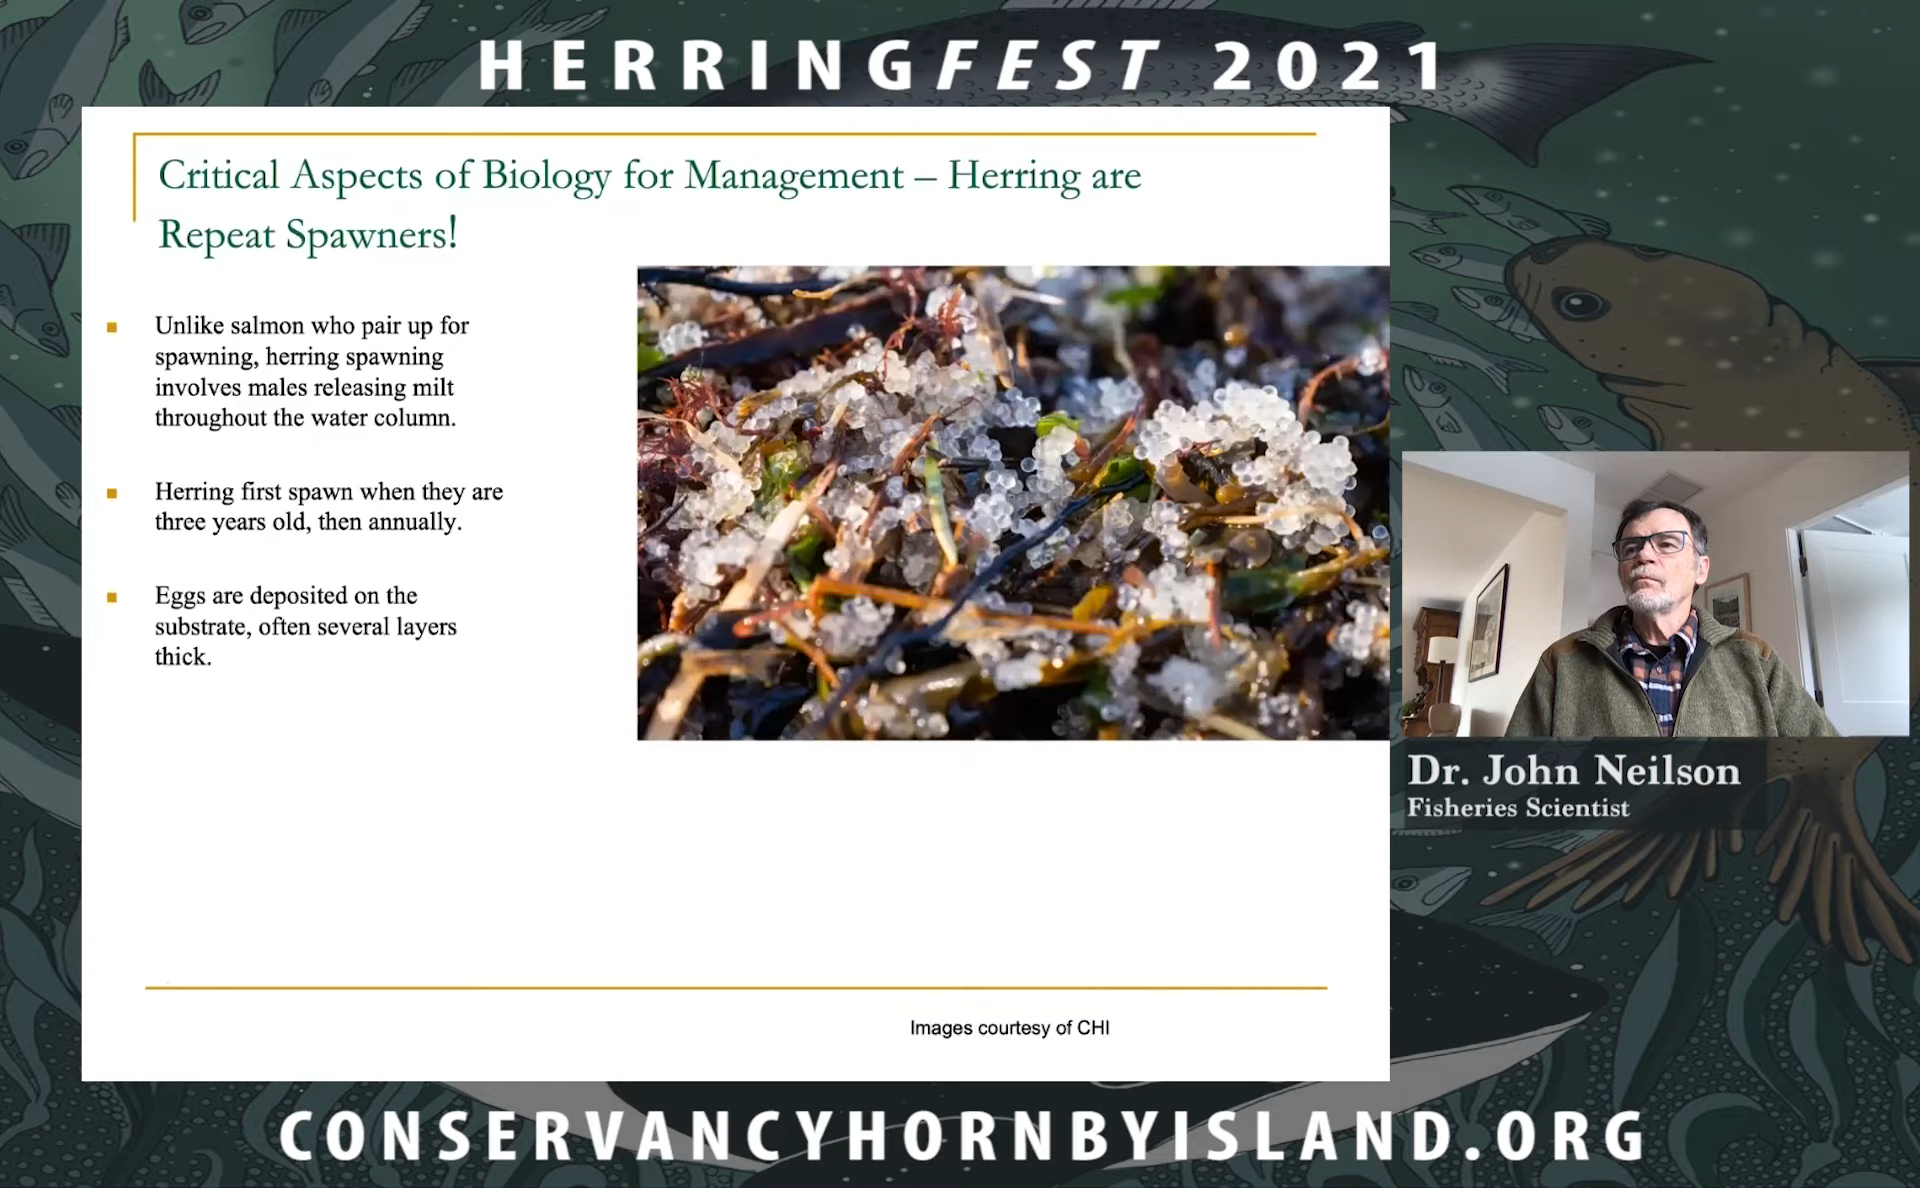 HERRINGFEST 2021
Critical Aspects of Biology for Management – Herring are
Repeat Spawners!
Unlike salmon who pair up for
spawning, herring spawning
involves males releasing milt
throughout the water column.
Herring first spawn when they are
three years old, then annually.
Eggs are deposited on the
substrate, often several layers
thick.
Dr. John Neilson
Fisheries Scientist
Images courtesy of CHI
CONSERVANCYHORNBYISLAND.ORG